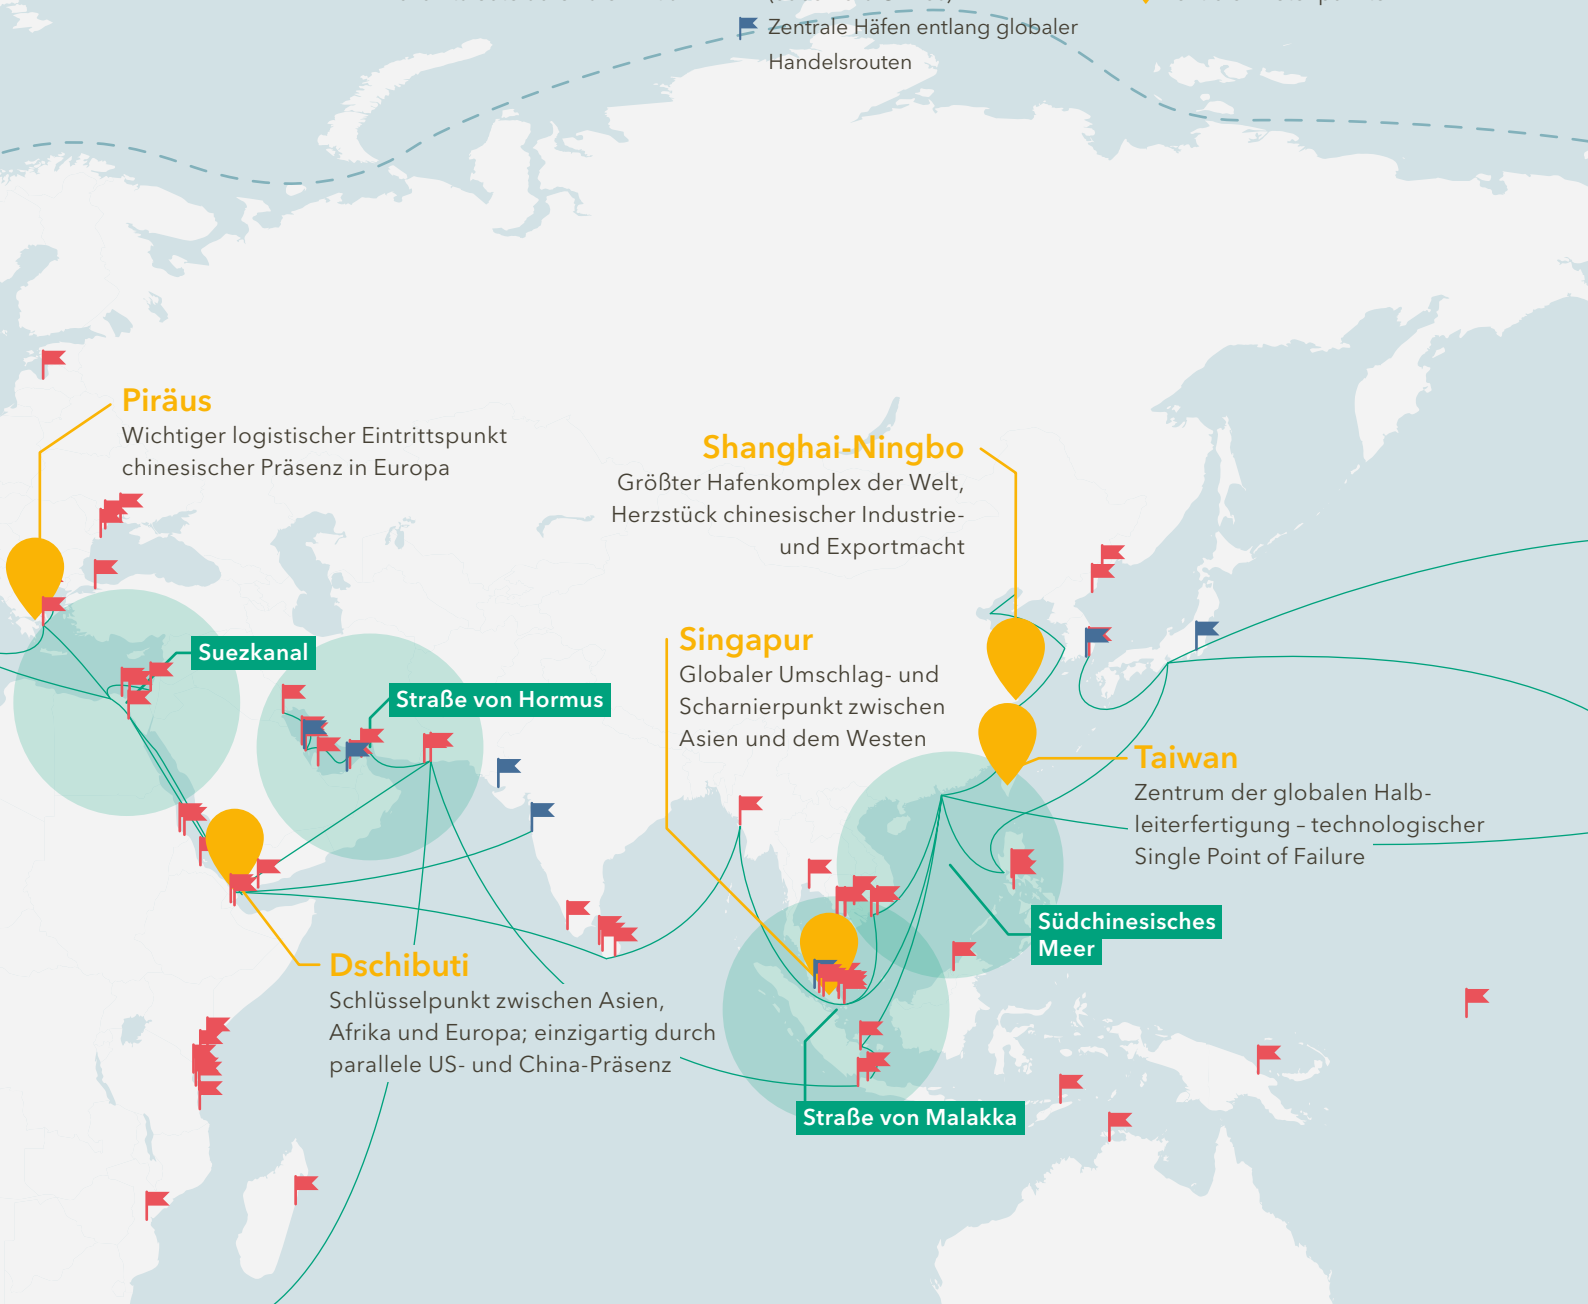 Zentrale Häfen entlang globaler
Handelsrouten
Piräus
Wichtiger logistischer Eintrittspunkt
chinesischer Präsenz in Europa
Shanghai-Ningbo
Größter Hafenkomplex der Welt,
Herzstück chinesischer Industrie-
und Exportmacht
Suezkanal
Straße von Hormus
Singapur
Globaler Umschlag- und
Scharnierpunkt zwischen
Asien und dem Westen
Taiwan
Zentrum der globalen Halb-
leiterfertigung – technologischer
Single Point of Failure
Südchinesisches
Meer
Dschibuti
Schlüsselpunkt zwischen Asien,
Afrika und Europa; einzigartig durch
parallele US- und China-Präsenz
Straße von Malakka